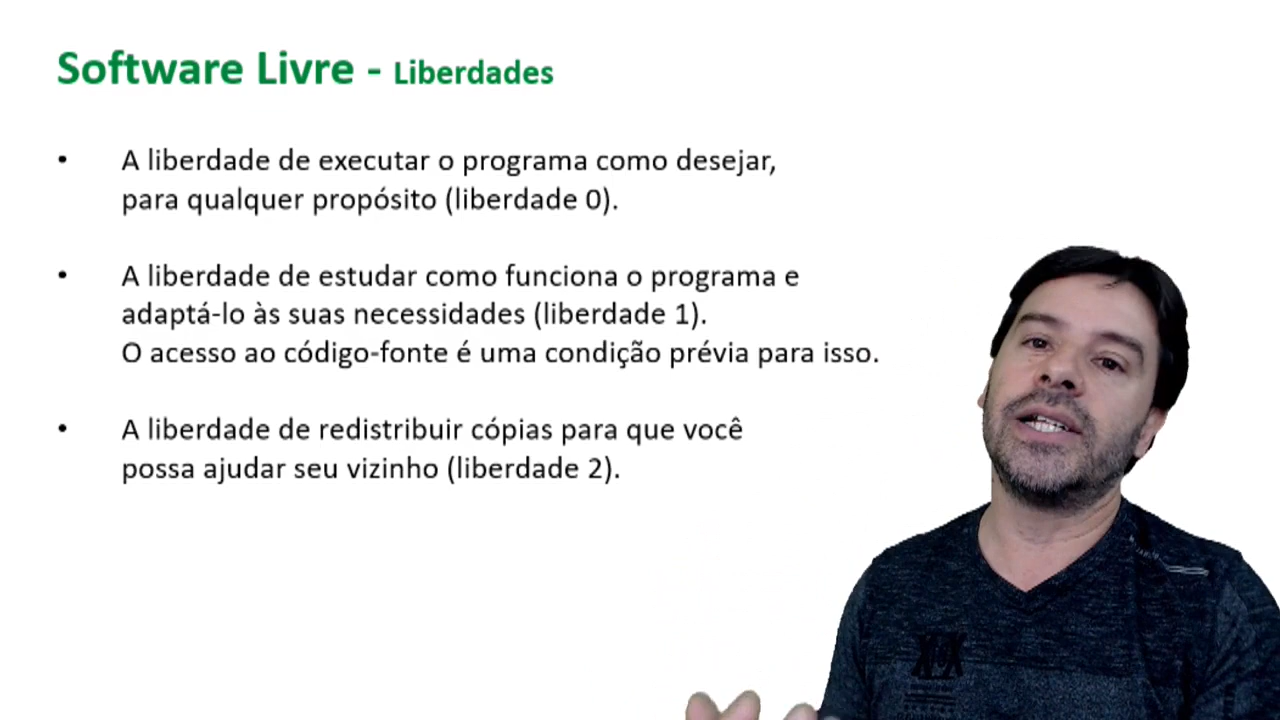 Software Livre - Liberdades
• A liberdade de executar o programa como desejar,
para qualquer propósito (liberdade 0).
• A liberdade de estudar como funciona o programa e
adaptá-lo às suas necessidades (liberdade 1).
O acesso ao código-fonte é uma condição prévia para isso.
• A liberdade de redistribuir cópias para que você
possa ajudar seu vizinho (liberdade 2).